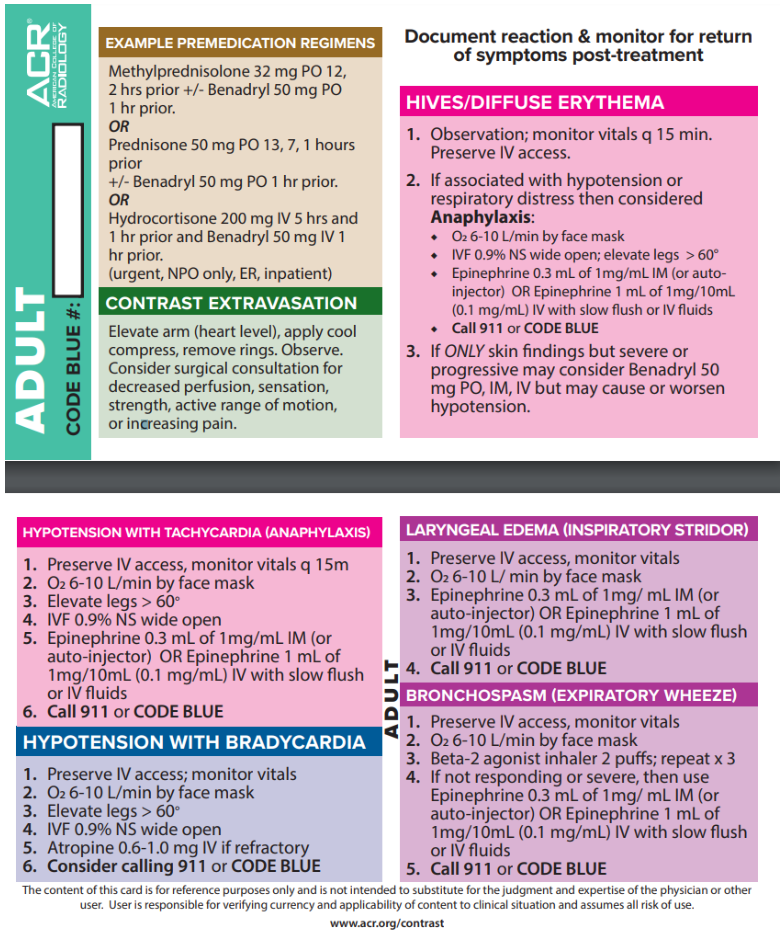 ACR®
AMERICAN COLLEGE OF
RADIOLOGY
ADULT
CODE BLUE #:
EXAMPLE PREMEDICATION REGIMENS
Methylprednisolone 32 mg PO 12,
2 hrs prior +/- Benadryl 50 mg PO
1 hr prior.
OR
Prednisone 50 mg PO 13, 7, 1 hours
prior
+/- Benadryl 50 mg PO 1 hr prior.
OR
Hydrocortisone 200 mg IV 5 hrs and
1 hr prior and Benadryl 50 mg IV 1
hr prior.
(urgent, NPO only, ER, inpatient)
CONTRAST EXTRAVASATION
Elevate arm (heart level), apply cool
compress, remove rings. Observe.
Consider surgical consultation for
decreased perfusion, sensation,
strength, active range of motion,
or increasing pain.
Document reaction & monitor for return
of symptoms post-treatment
HIVES/DIFFUSE ERYTHEMA
1. Observation; monitor vitals q 15 min.
Preserve IV access.
2. If associated with hypotension or
respiratory distress then considered
Anaphylaxis:
◆ O2 6-10 L/min by face mask
◆ IVF 0.9% NS wide open; elevate legs > 60°
◆ Epinephrine 0.3 mL of 1mg/mL IM (or auto-
injector) OR Epinephrine 1 mL of 1mg/10mL
(0.1 mg/mL) IV with slow flush or IV fluids
◆ Call 911 or CODE BLUE
3. If ONLY skin findings but severe or
progressive may consider Benadryl 50
mg PO, IM, IV but may cause or worsen
hypotension.
HYPOTENSION WITH TACHYCARDIA (ANAPHYLAXIS)
1. Preserve IV access, monitor vitals q 15m
2. O2 6-10 L/min by face mask
3. Elevate legs > 60°
4. IVF 0.9% NS wide open
5. Epinephrine 0.3 mL of 1mg/mL IM (or
auto-injector) OR Epinephrine 1 mL of
1mg/10mL (0.1 mg/mL) IV with slow flush
or IV fluids
6. Call 911 or CODE BLUE
HYPOTENSION WITH BRADYCARDIA
1. Preserve IV access; monitor vitals
2. O2 6-10 L/min by face mask
3. Elevate legs > 60°
4. IVF 0.9% NS wide open
5. Atropine 0.6-1.0 mg IV if refractory
6. Consider calling 911 or CODE BLUE
ADULT
LARYNGEAL EDEMA (INSPIRATORY STRIDOR)
1. Preserve IV access, monitor vitals
2. O2 6-10 L/ min by face mask
3. Epinephrine 0.3 mL of 1mg/ mL IM (or
auto-injector) OR Epinephrine 1 mL of
1mg/10mL (0.1 mg/mL) IV with slow flush
or IV fluids
4. Call 911 or CODE BLUE
BRONCHOSPASM (EXPIRATORY WHEEZE)
1. Preserve IV access, monitor vitals
2. O2 6-10 L/min by face mask
3. Beta-2 agonist inhaler 2 puffs; repeat x 3
4. If not responding or severe, then use
Epinephrine 0.3 mL of 1mg/ mL IM (or
auto-injector) OR Epinephrine 1 mL of
1mg/10mL (0.1 mg/mL) IV with slow flush
or IV fluids
5. Call 911 or CODE BLUE
The content of this card is for reference purposes only and is not intended to substitute for the judgment and expertise of the physician or other
user. User is responsible for verifying currency and applicability of content to clinical situation and assumes all risk of use.
www.acr.org/contrast